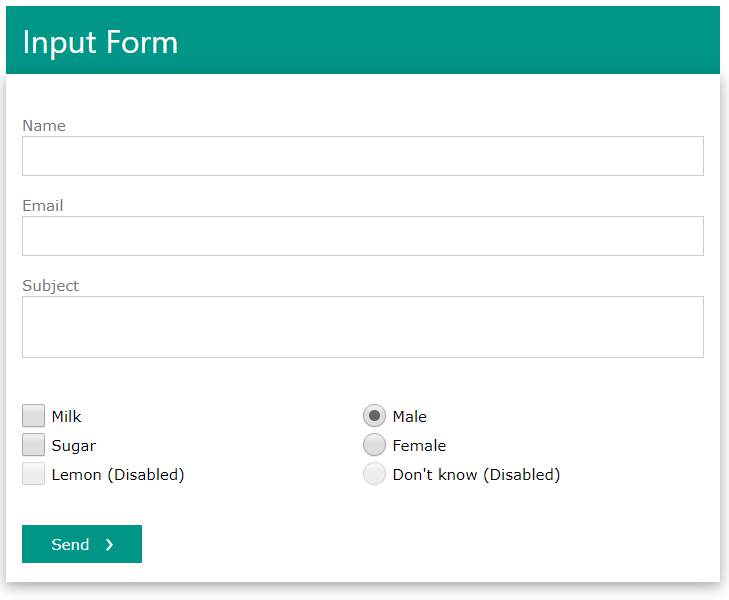 Input Form
Name
Email
Subject
Milk
Male
Sugar
Female
Lemon (Disabled)
Don't know (Disabled)
Send ❯